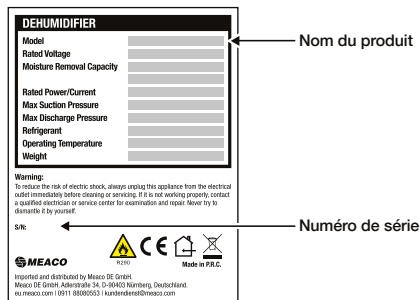 DEHUMIDIFIER
Model
Nom du produit
Rated Voltage
Moisture Removal Capacity
Rated Power/Current
Max Suction Pressure
Max Discharge Pressure
Refrigerant
Operating Temperature
Weight
Warning:
To reduce the risk of electric shock, always unplug this appliance from the electrical
outlet immediately before cleaning or servicing. If it is not working properly, contact
a qualified electrician or service center for examination and repair. Never try to
dismantle it by yourself.
S/N:
Numéro de série
R290
MEACO
Made in P.R.C.
Imported and distributed by Meaco DE GmbH.
Meaco DE GmbH, Adlerstraße 34, D-90403 Nürnberg, Deutschland.
eu.meaco.com | 0911 88080553 | kundendienst@meaco.com